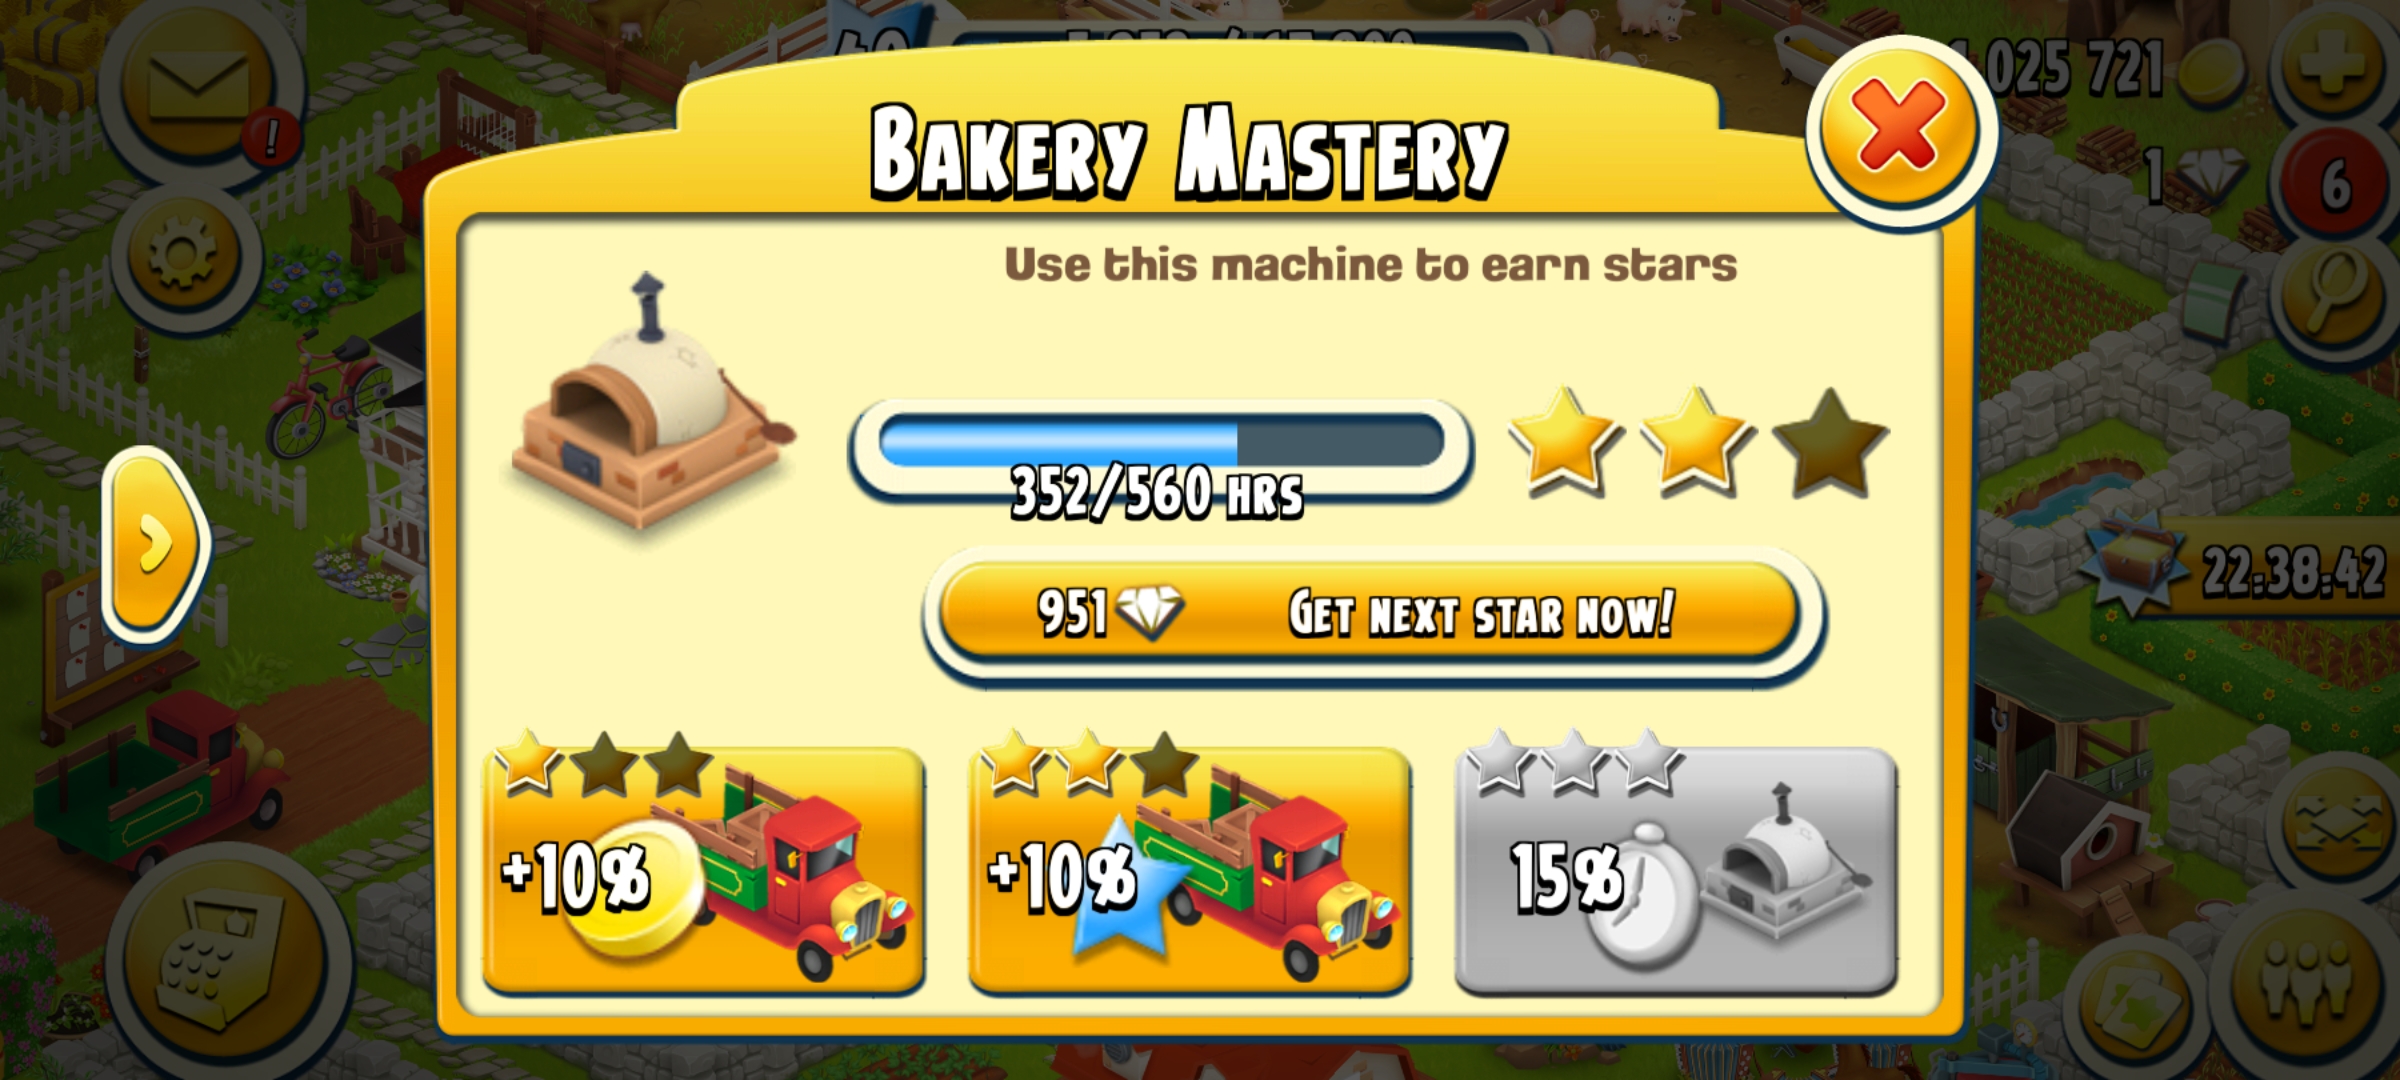 BAKERY MASTERY
Use this machine to earn stars
352/560 HRS
951 GET NEXT STAR NOW!
+10%
+10%
15%
025 721
1
6
22:38:42
!